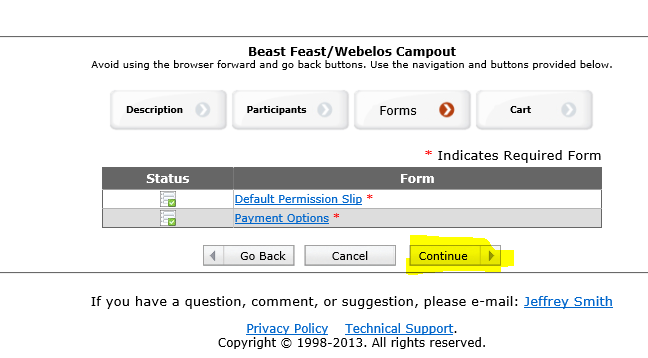 Beast Feast/Webelos Campout
Avoid using the browser forward and go back buttons. Use the navigation and buttons provided below.
Description Participants Forms Cart
* Indicates Required Form
Status Form
Default Permission Slip *
Payment Options *
Go Back Cancel Continue
If you have a question, comment, or suggestion, please e-mail: Jeffrey Smith
Privacy Policy Technical Support.
Copyright © 1998-2013. All rights reserved.